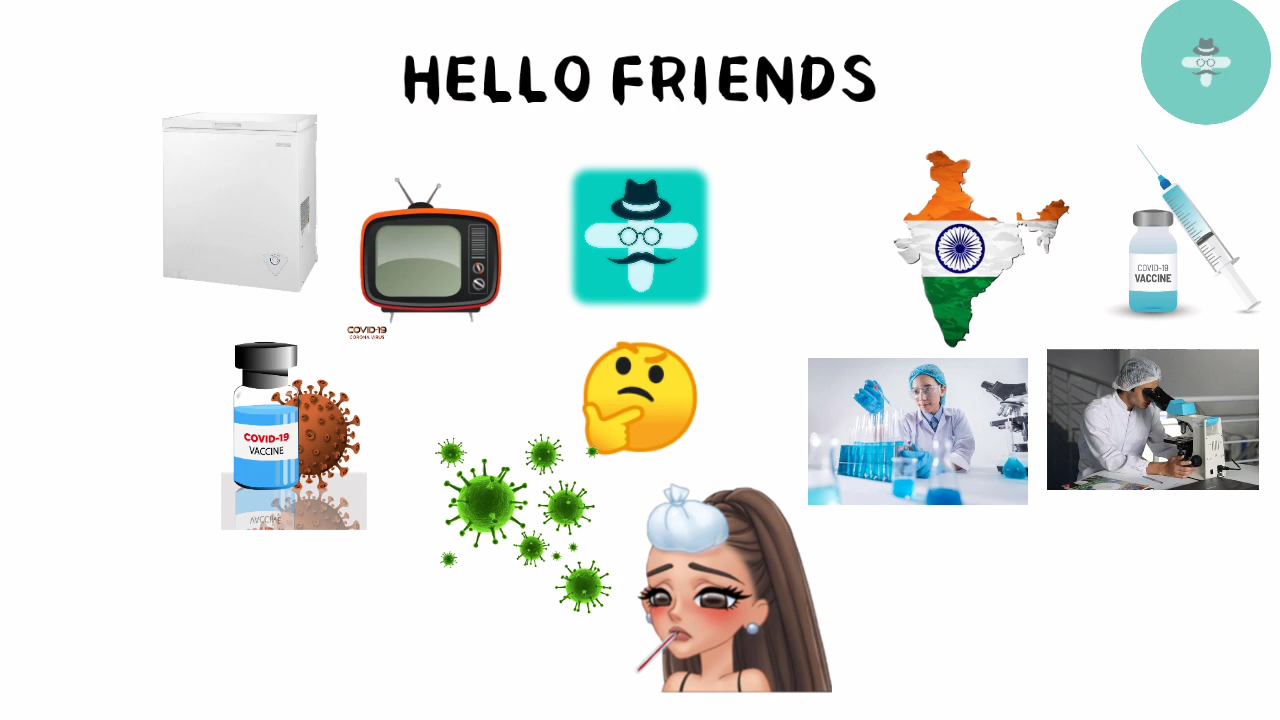 HELLO FRIENDS
COVID-19
VACCINE
COVID-19
CORONA VIRUS
COVID-19
VACCINE